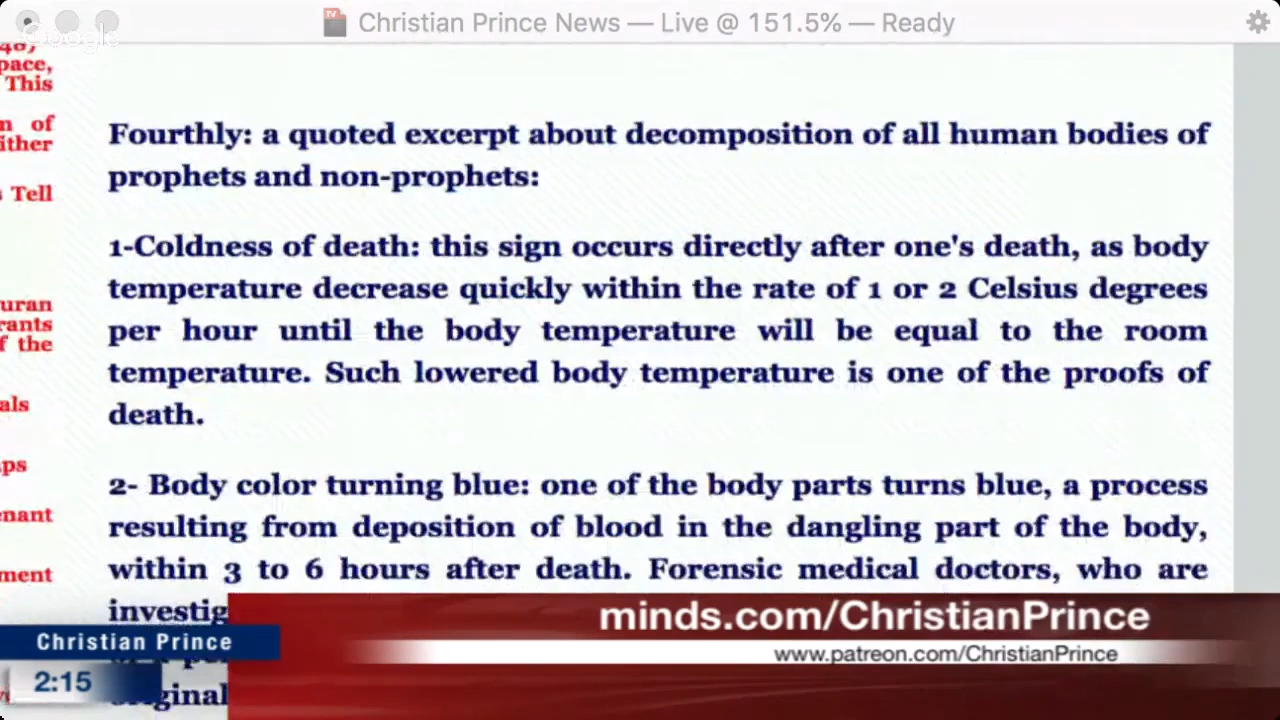 Christian Prince News — Live @ 151.5% — Ready
Google
pace,
This
n of
ither
Tell
uran
rants
f the
als
ps
enant
ment
Fourthly: a quoted excerpt about decomposition of all human bodies of
prophets and non-prophets:
1-Coldness of death: this sign occurs directly after one's death, as body
temperature decrease quickly within the rate of 1 or 2 Celsius degrees
per hour until the body temperature will be equal to the room
temperature. Such lowered body temperature is one of the proofs of
death.
2- Body color turning blue: one of the body parts turns blue, a process
resulting from deposition of blood in the dangling part of the body,
within 3 to 6 hours after death. Forensic medical doctors, who are
investig
iginal
minds.com/ChristianPrince
www.patreon.com/ChristianPrince
Christian Prince
2:15